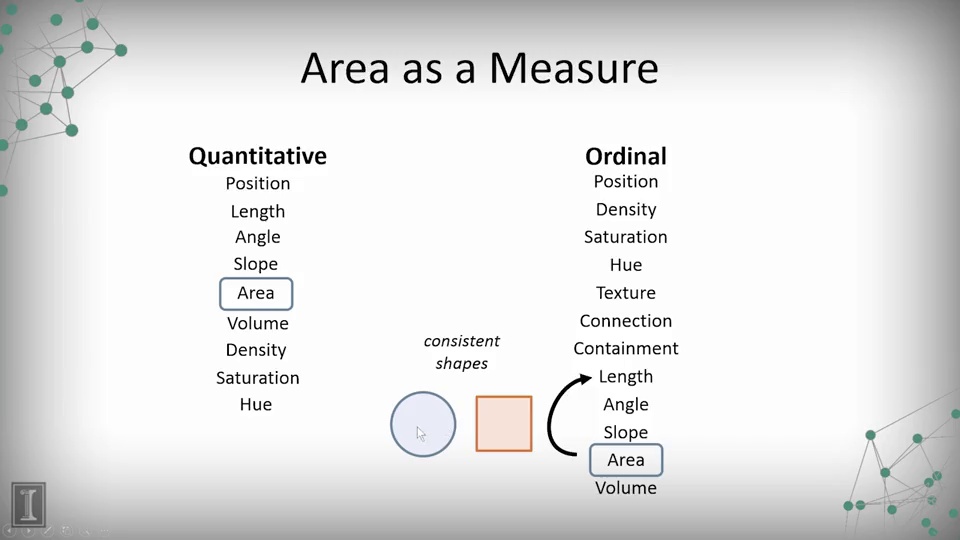 Area as a Measure
Quantitative
Position
Length
Angle
Slope
Area
Volume
Density
Saturation
Hue
consistent
shapes
Ordinal
Position
Density
Saturation
Hue
Texture
Connection
Containment
Length
Angle
Slope
Area
Volume
I